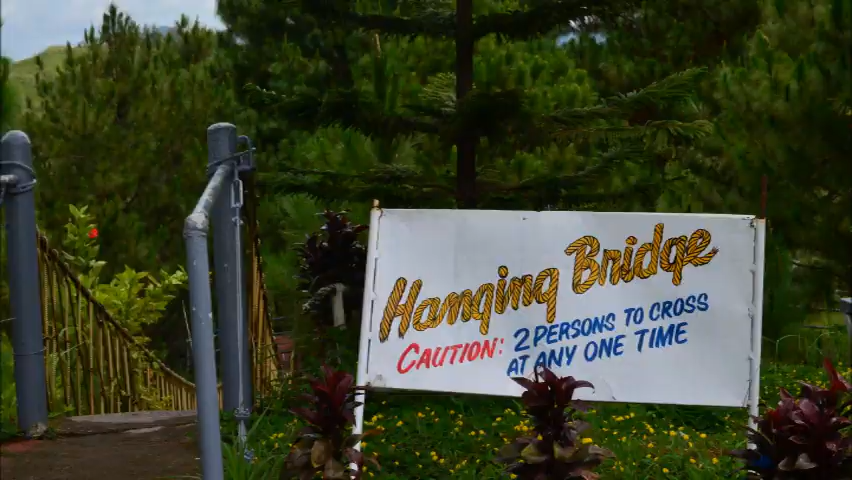 Hanging Bridge
CAUTION: 2 PERSONS TO CROSS
AT ANY ONE TIME